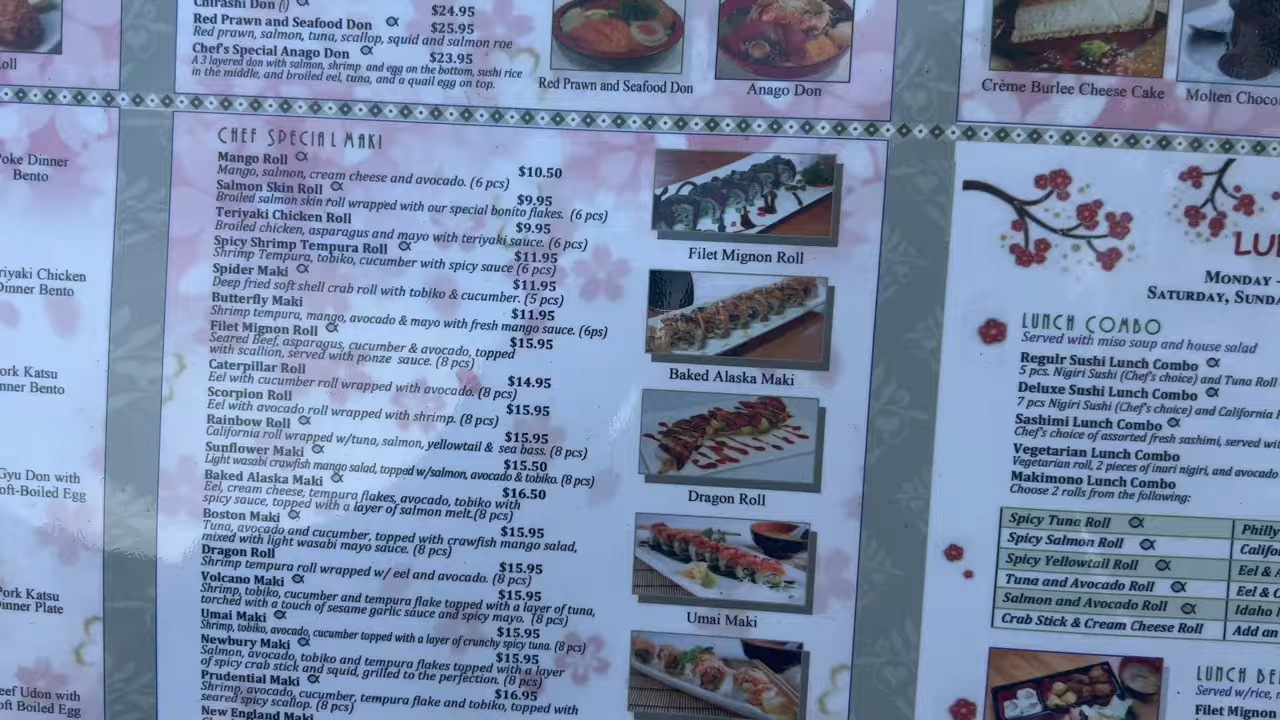 Chirashi Don
$24.95
Red Prawn and Seafood Don
$25.95
Red prawn, salmon, tuna, scallop, squid and salmon roe
Chef's Special Anago Don
$23.95
A 3 layered don with salmon, shrimp and egg on the bottom, sushi rice
in the middle, and broiled eel, tuna, and a quail egg on top.
Red Prawn and Seafood Don
Anago Don
Crème Burlee Cheese Cake
Molten Choco
oll
Poke Dinner
Bento
riyaki Chicken
Dinner Bento
ork Katsu
nner Bento
Gyu Don with
oft-Boiled Egg
Pork Katsu
inner Plate
eef Udon with
oft Boiled Egg
CHEF SPECIAL MAKI
Mango Roll
$10.50
Mango, salmon, cream cheese and avocado. (6 pcs)
Salmon Skin Roll
$9.95
Broiled salmon skin roll wrapped with our special bonito flakes. (6 pcs)
Teriyaki Chicken Roll
$9.95
Broiled chicken, asparagus and mayo with teriyaki sauce. (6 pcs)
Spicy Shrimp Tempura Roll
$11.95
Shrimp Tempura, tobiko, cucumber with spicy sauce (6 pcs)
Spider Maki
$11.95
Deep fried soft shell crab roll with tobiko & cucumber. (5 pcs)
Butterfly Maki
$11.95
Shrimp tempura, mango, avocado & mayo with fresh mango sauce. (6ps)
Filet Mignon Roll
$15.95
Seared Beef, asparagus, cucumber & avocado, topped
with scallion, served with ponze sauce. (8 pcs)
Caterpillar Roll
$14.95
Eel with cucumber roll wrapped with avocado. (8 pcs)
Scorpion Roll
$15.95
Eel with avocado roll wrapped with shrimp. (8 pcs)
Rainbow Roll
$15.95
California roll wrapped w/tuna, salmon, yellowtail & sea bass. (8 pcs)
Sunflower Maki
$15.50
Light wasabi crawfish mango salad, topped w/salmon, avocado & tobiko. (8 pcs)
Baked Alaska Maki
$16.50
Eel, cream cheese, tempura flakes, avocado, tobiko with
spicy sauce, topped with a layer of salmon melt.(8 pcs)
Boston Maki
$15.95
Tuna, avocado and cucumber, topped with crawfish mango salad,
mixed with light wasabi mayo sauce. (8 pcs)
Dragon Roll
$15.95
Shrimp tempura roll wrapped w/ eel and avocado. (8 pcs)
Volcano Maki
$15.95
Shrimp, tobiko, cucumber and tempura flake topped with a layer of tuna,
torched with a touch of sesame garlic sauce and spicy mayo. (8 pcs)
Umai Maki
$15.95
Shrimp, tobiko, avocado, cucumber topped with a layer of crunchy spicy tuna. (8 pcs)
Newbury Maki
$15.95
Salmon, avocado, tobiko and tempura flakes topped with a layer
of spicy crab stick and squid, grilled to the perfection. (8 pcs)
Prudential Maki
$16.95
Shrimp, avocado, cucumber, tempura flake and tobiko, topped with
seared spicy scallop. (8 pcs)
New England Maki
Filet Mignon Roll
Baked Alaska Maki
Dragon Roll
Umai Maki
LU
MONDAY -
SATURDAY, SUNDA
LUNCH COMBO
Served with miso soup and house salad
Regulr Sushi Lunch Combo
5 pcs. Nigiri Sushi (Chef's choice) and Tuna Roll
Deluxe Sushi Lunch Combo
7 pcs Nigiri Sushi (Chef's choice) and California R
Sashimi Lunch Combo
Chef's choice of assorted fresh sashimi, served wit
Vegetarian Lunch Combo
Vegetarian roll, 2 pieces of inari nigiri, and avocado
Makimono Lunch Combo
Choose 2 rolls from the following:
Spicy Tuna Roll
Philly
Spicy Salmon Roll
Califo
Spicy Yellowtail Roll
Eel & A
Tuna and Avocado Roll
Eel & C
Salmon and Avocado Roll
Idaho
Crab Stick & Cream Cheese Roll
Add an
LUNCH BE
Served w/rice,
Filet Mignon